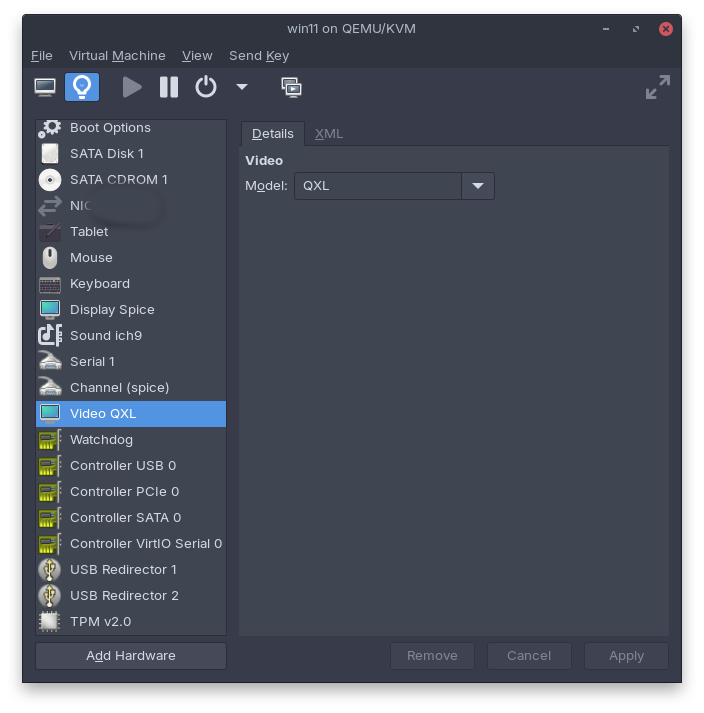 win11 on QEMU/KVM
File Virtual Machine View Send Key
Boot Options
SATA Disk 1
SATA CDROM 1
NIC
Tablet
Mouse
Keyboard
Display Spice
Sound ich9
Serial 1
Channel (spice)
Video QXL
Watchdog
Controller USB 0
Controller PCIe 0
Controller SATA 0
Controller VirtIO Serial 0
USB Redirector 1
USB Redirector 2
TPM v2.0
Add Hardware
Details XML
Video
Model: QXL
Remove Cancel Apply